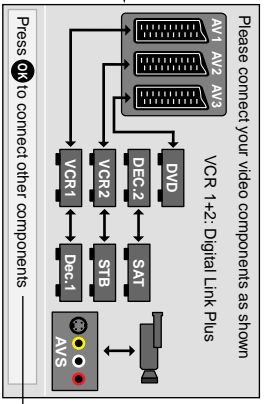 Please connect your video components as shown
VCR 1+2: Digital Link Plus
AV1
AV2
AV3
DVD
DEC.2
SAT
VCR2
STB
VCR1
Dec.1
AV5
Press OK to connect other components